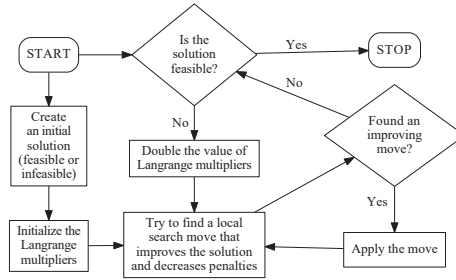 START
Is the
solution
feasible?
Yes
STOP
No
No
Create
an initial
solution
(feasible or
infeasible)
Double the value of
Langrange multipliers
Found an
improving
move?
Yes
Initialize the
Langrange
multipliers
Try to find a local
search move that
improves the solution
and decreases penalties
Apply the move